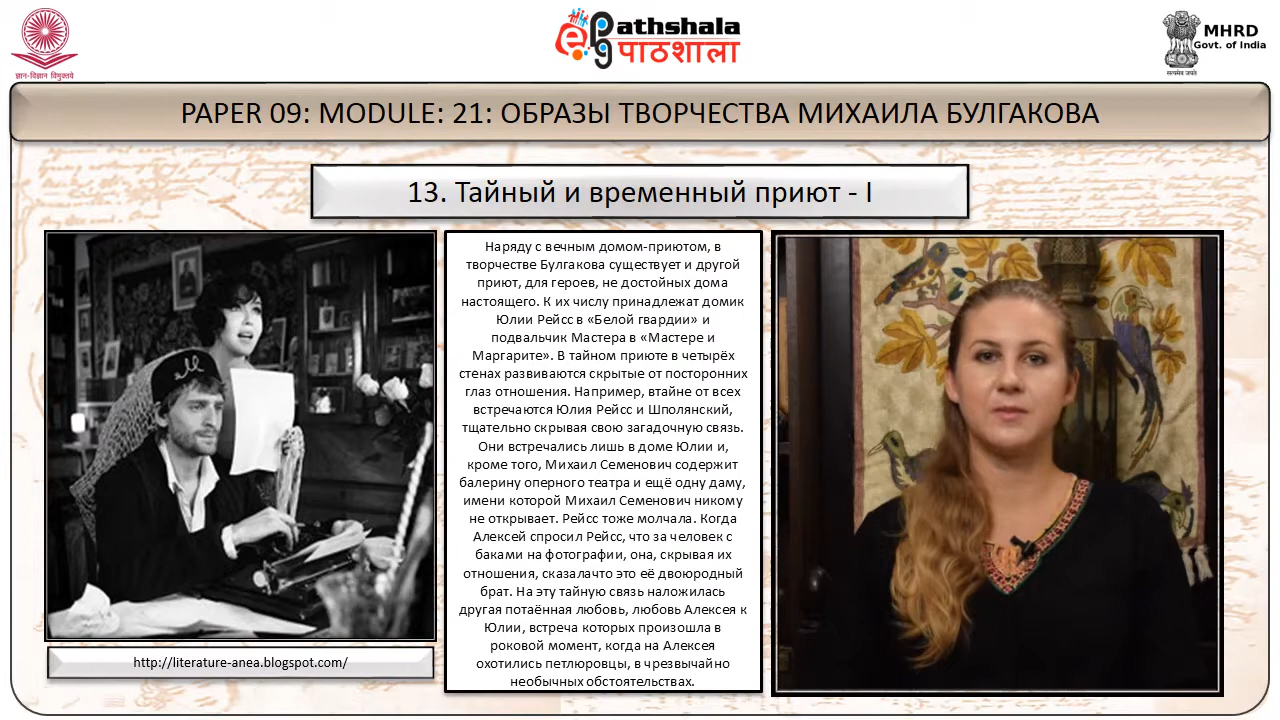 ज्ञान-विज्ञान विमुक्तये
ePg athshala
पाठशाला
MHRD
Govt. of India
सत्यमेव जयते
PAPER 09: MODULE: 21: ОБРАЗЫ ТВОРЧЕСТВА МИХАИЛА БУЛГАКОВА
13. Тайный и временный приют - I
Наряду с вечным домом-приютом, в
творчестве Булгакова существует и другой
приют, для героев, не достойных дома
настоящего. К их числу принадлежат домик
Юлии Рейсс в «Белой гвардии» и
подвальчик Мастера в «Мастере и
Маргарите». В тайном приюте в четырёх
стенах развиваются скрытые от посторонних
глаз отношения. Например, втайне от всех
встречаются Юлия Рейсс и Шполянский,
тщательно скрывая свою загадочную связь.
Они встречались лишь в доме Юлии и,
кроме того, Михаил Семенович содержит
балерину оперного театра и ещё одну даму,
имени которой Михаил Семенович никому
не открывает. Рейсс тоже молчала. Когда
Алексей спросил Рейсс, что за человек с
баками на фотографии, она, скрывая их
отношения, сказалачто это её двоюродный
брат. На эту тайную связь наложилась
другая потаённая любовь, любовь Алексея к
Юлии, встреча которых произошла в
роковой момент, когда на Алексея
охотились петлюровцы, в чрезвычайно
необычных обстоятельствах.
http://literature-anea.blogspot.com/